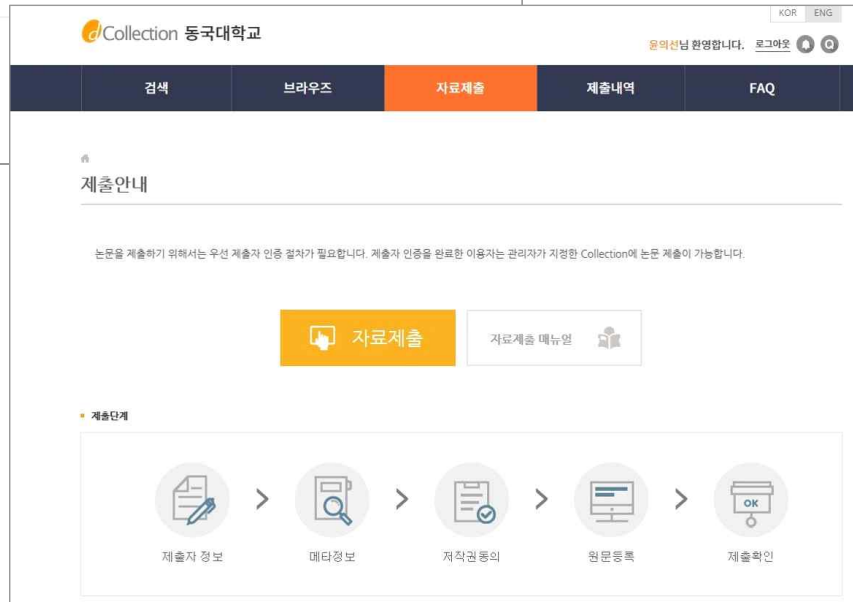 KOR ENG
dCollection 동국대학교
윤의선님 환영합니다. 로그아웃
검색 브라우즈 자료제출 제출내역 FAQ
제출안내
논문을 제출하기 위해서는 우선 제출자 인증 절차가 필요합니다. 제출자 인증을 완료한 이용자는 관리자가 지정한 Collection에 논문 제출이 가능합니다.
자료제출 자료제출 매뉴얼
제출단계
OK
제출자 정보 메타정보 저작권동의 원문등록 제출확인